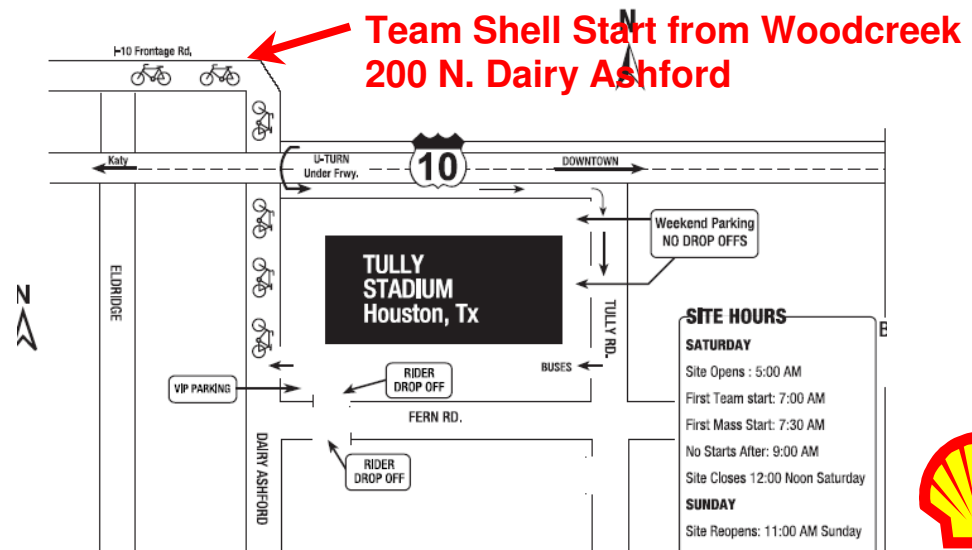 N
Team Shell Start from Woodcreek
200 N. Dairy Ashford
I-10 Frontage Rd,
Katy
U-TURN
Under Frwy.
10
DOWNTOWN
Weekend Parking
NO DROP OFFS
N
ELDRIDGE
TULLY
STADIUM
Houston, Tx
TULLY RD.
BUSES
VIP PARKING
RIDER
DROP OFF
FERN RD.
RIDER
DROP OFF
DAIRY ASHFORD
SITE HOURS
SATURDAY
Site Opens : 5:00 AM
First Team start: 7:00 AM
First Mass Start: 7:30 AM
No Starts After: 9:00 AM
Site Closes 12:00 Noon Saturday
SUNDAY
Site Reopens: 11:00 AM Sunday